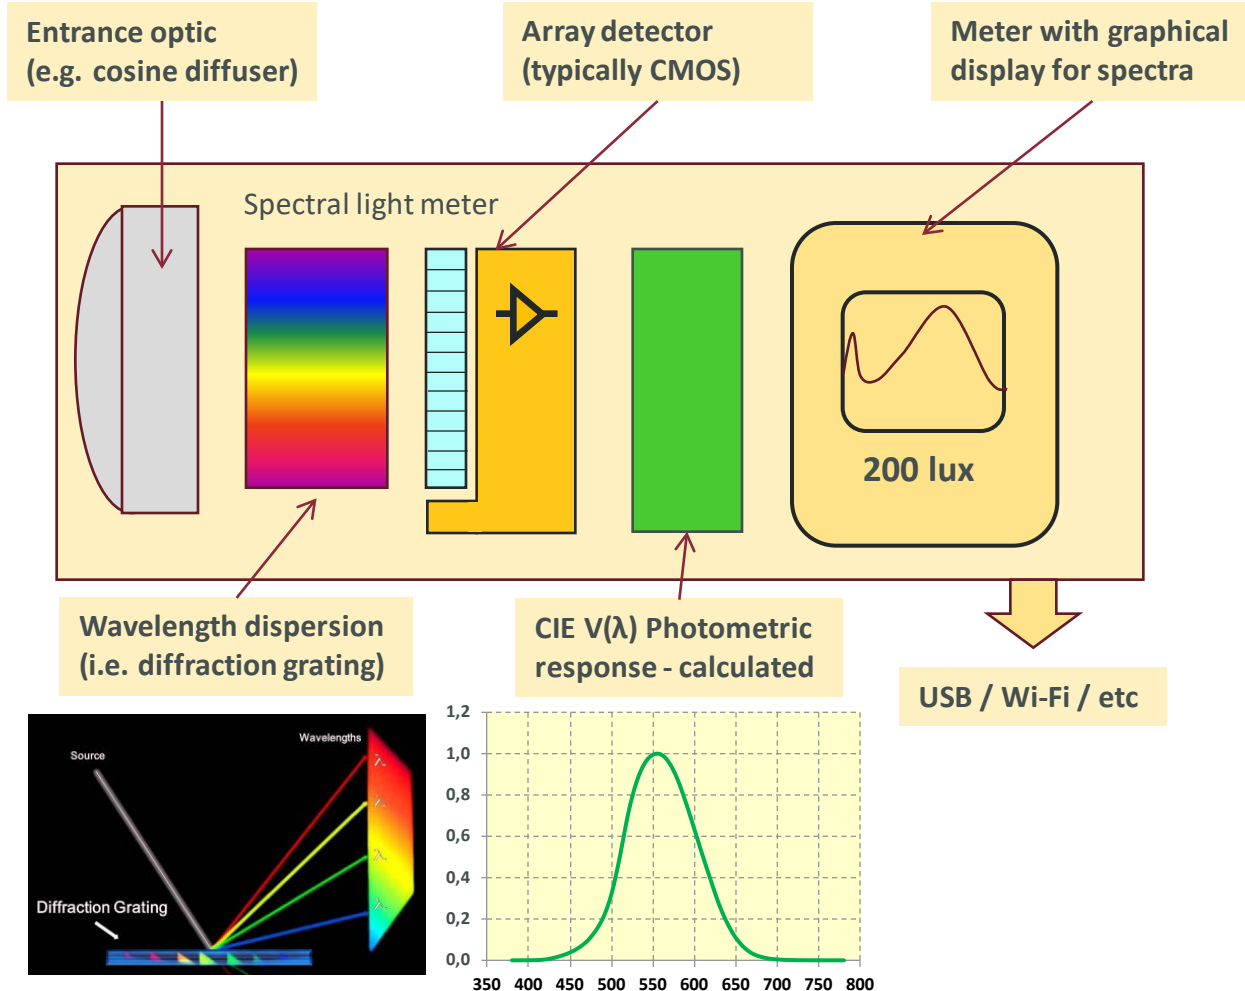 Entrance optic
(e.g. cosine diffuser)
Array detector
(typically CMOS)
Meter with graphical
display for spectra
Spectral light meter
200 lux
Wavelength dispersion
(i.e. diffraction grating)
CIE V(λ) Photometric
response - calculated
USB / Wi-Fi / etc
Wavelengths
Source
λ
λ
λ
λ
Diffraction Grating
1,2
1,0
0,8
0,6
0,4
0,2
0,0
350 400 450 500 550 600 650 700 750 800